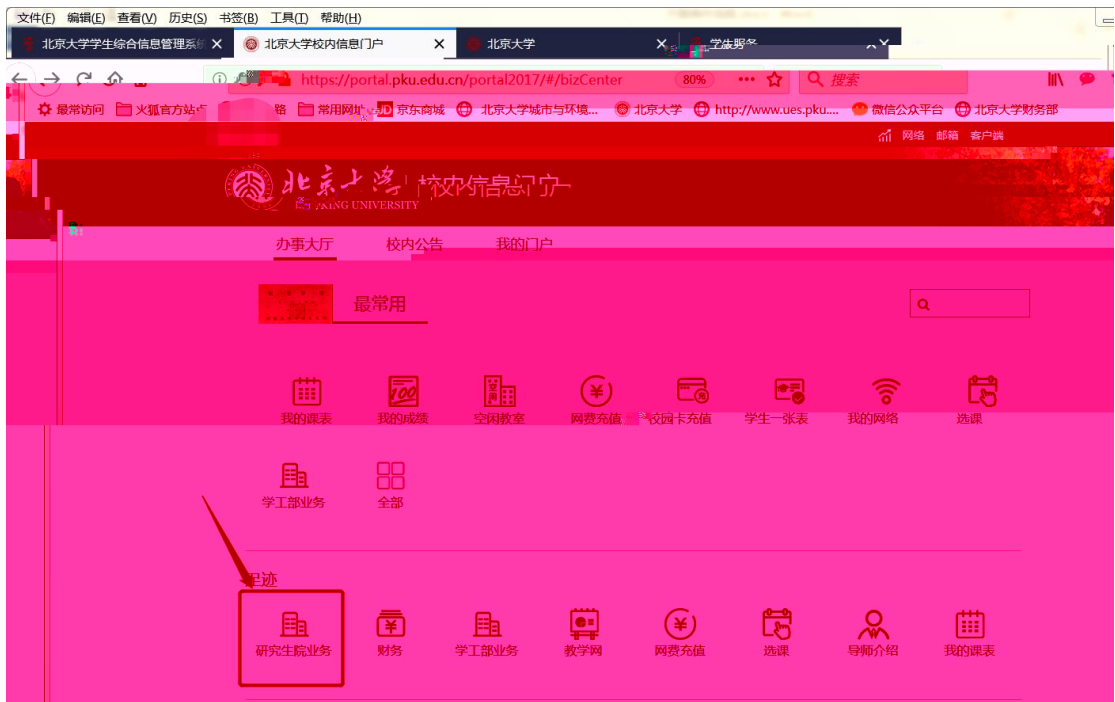 文件(F) 编辑(E) 查看(V) 历史(S) 书签(B) 工具(T) 帮助(H)
北京大学学生综合信息管理系统 北京大学校内信息门户 北京大学 学生服务
https://portal.pku.edu.cn/portal2017/#/bizCenter 80% 搜索
最常访问 火狐官方站点 常用网址 JD 京东商城 北京大学城市与环境... 北京大学 http://www.ues.pku.... 微信公众平台 北京大学财务部
网络 邮箱 客户端
北京大学 校内信息门户
UNIVERSITY
办事大厅 校内公告 我的门户
最常用
我的课表 我的成绩 空闲教室 网费充值 校园卡充值 学生一张表 我的网络 选课
学工部业务 全部
足迹
研究生院业务 财务 学工部业务 教学网 网费充值 选课 导师介绍 我的课表